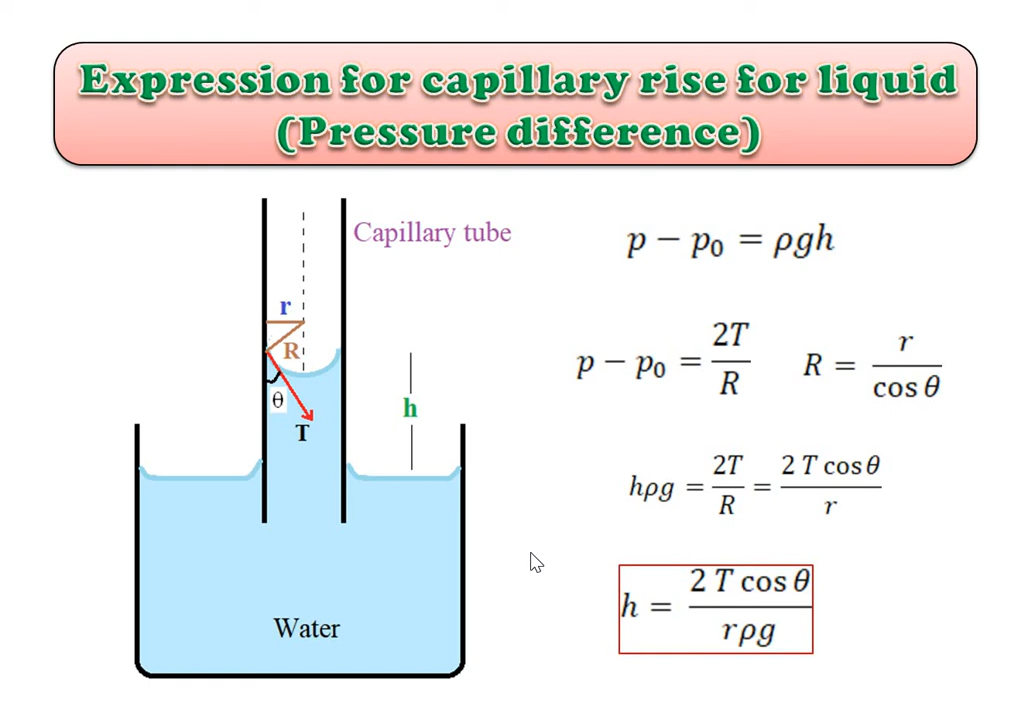 Expression for capillary rise for liquid
(Pressure difference)
Capillary tube
r
R
θ
T
h
Water
p − p₀ = ρgh
p − p₀ = 2T/R
R = r/cos θ
hρg = 2T/R = 2 T cos θ/r
h = 2 T cos θ/rρg